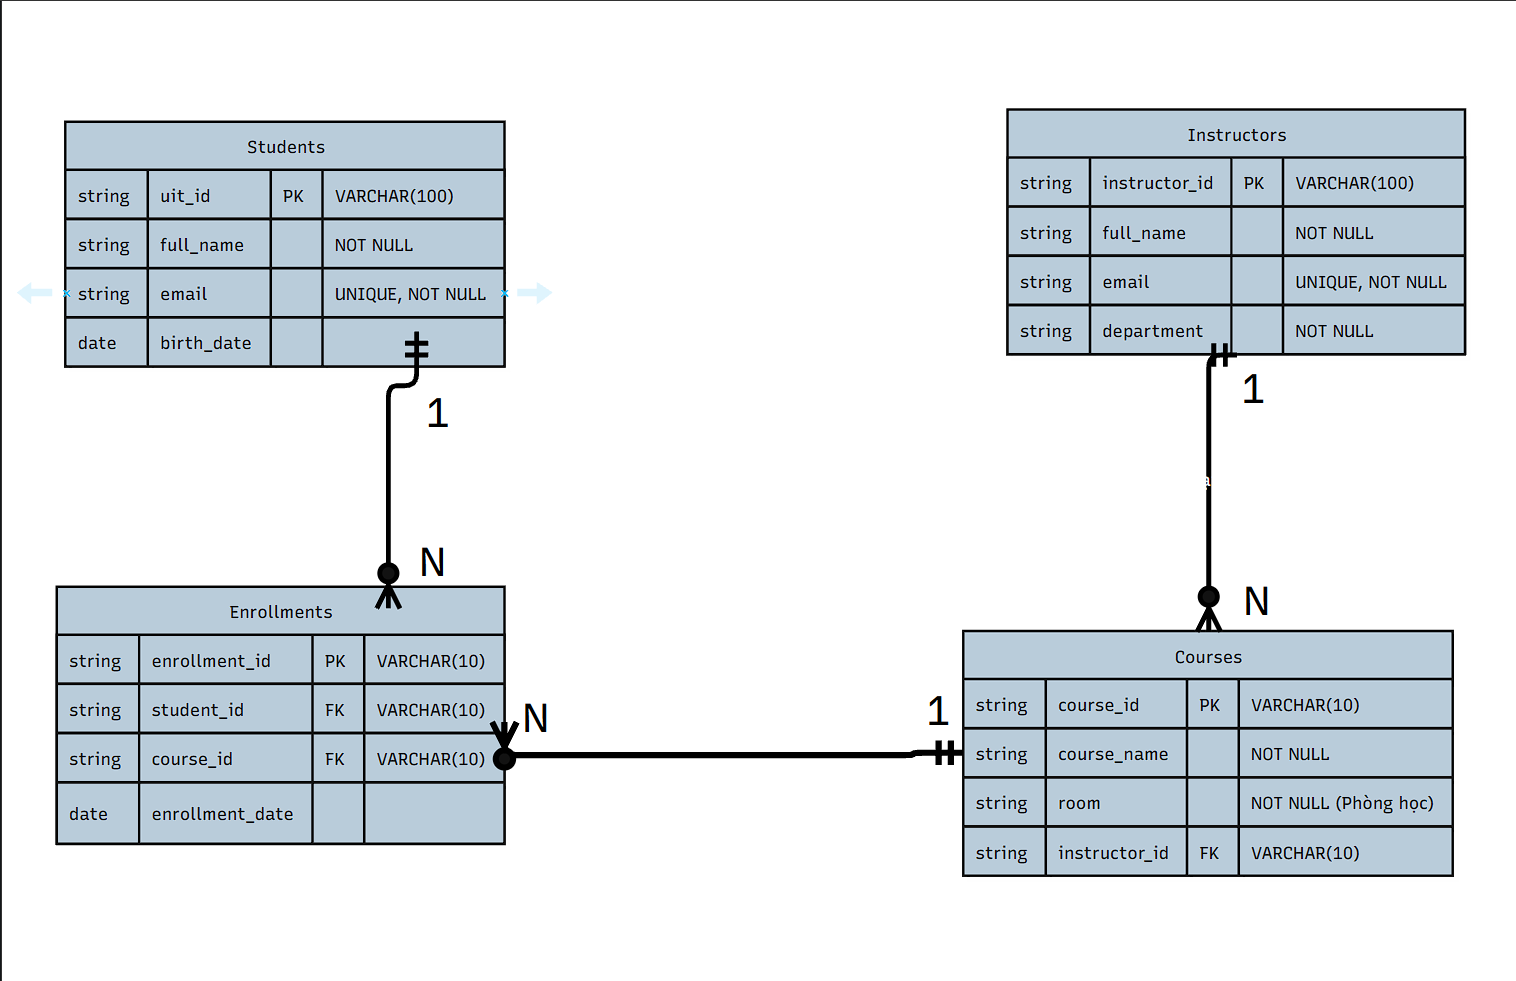 Students
string uit_id PK VARCHAR(100)
string full_name NOT NULL
string email UNIQUE, NOT NULL
date birth_date
1
N
Instructors
string instructor_id PK VARCHAR(100)
string full_name NOT NULL
string email UNIQUE, NOT NULL
string department NOT NULL
1
N
Enrollments
string enrollment_id PK VARCHAR(10)
string student_id FK VARCHAR(10)
string course_id FK VARCHAR(10)
date enrollment_date
N
1
Courses
string course_id PK VARCHAR(10)
string course_name NOT NULL
string room NOT NULL (Phòng học)
string instructor_id FK VARCHAR(10)